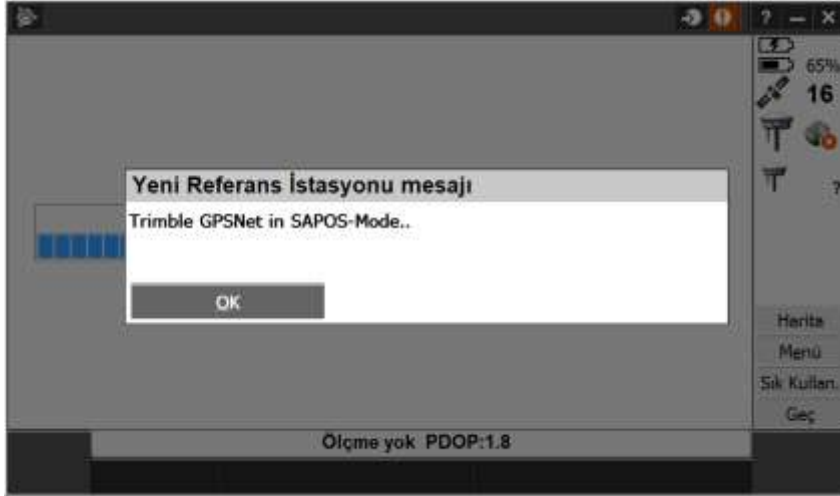 ? — ×
65%
16
?
Yeni Referans İstasyonu mesajı
Trimble GPSNet in SAPOS-Mode..
OK
Harita
Menü
Sık Kullan.
Geç
Ölçme yok PDOP:1.8